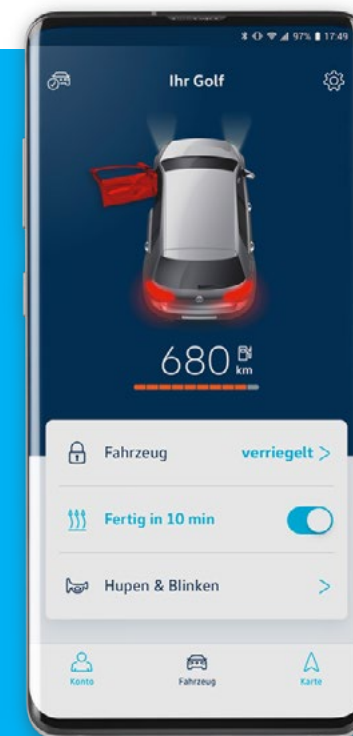 97% 17:49
Ihr Golf
680 km
Fahrzeug verriegelt >
Fertig in 10 min
Hupen & Blinken >
Konto Fahrzeug Karte